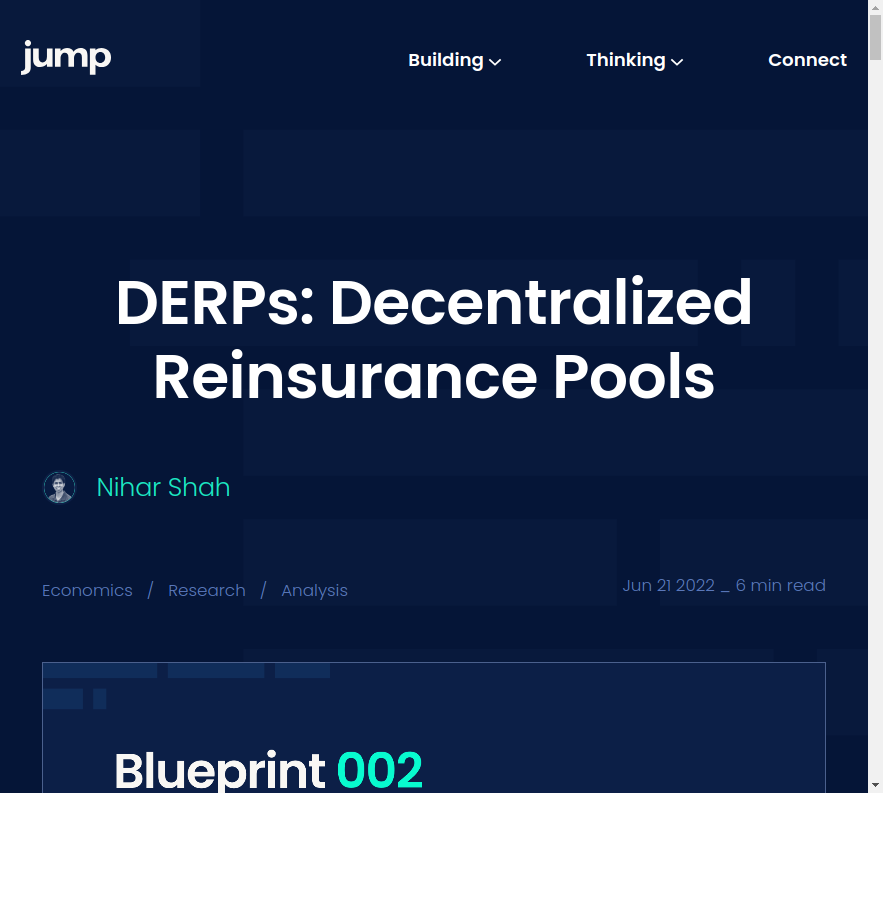 jump
Building
Thinking
Connect
DERPs: Decentralized
Reinsurance Pools
Nihar Shah
Economics / Research / Analysis
Jun 21 2022 _ 6 min read
Blueprint 002